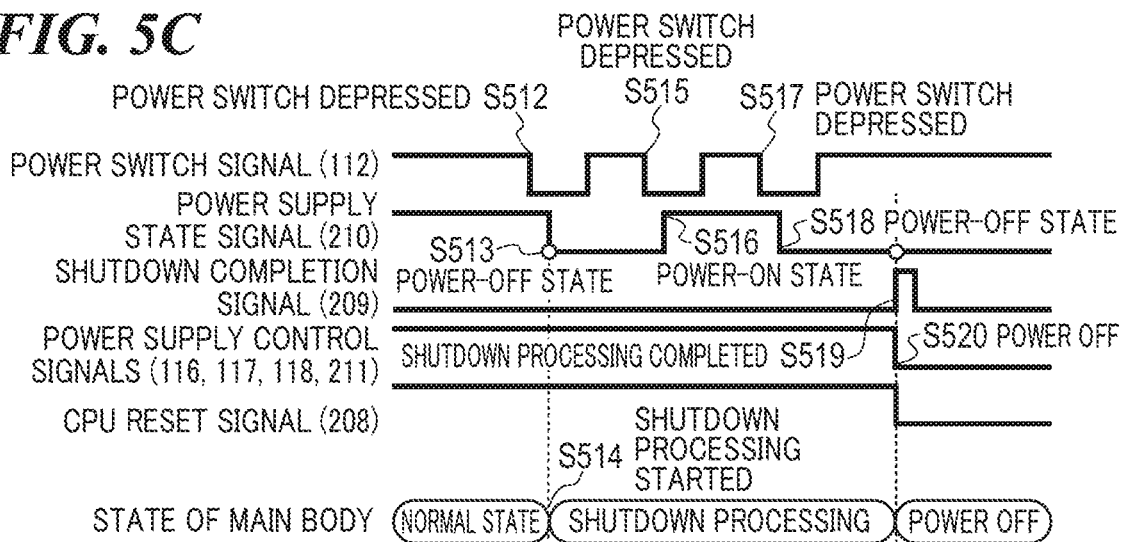 FIG. 5C
POWER SWITCH
DEPRESSED
POWER SWITCH DEPRESSED S512
S515
S517 POWER SWITCH
DEPRESSED
POWER SWITCH SIGNAL (112)
POWER SUPPLY
STATE SIGNAL (210)
S513
POWER-OFF STATE
S516
POWER-ON STATE
S518 POWER-OFF STATE
SHUTDOWN COMPLETION
SIGNAL (209)
POWER SUPPLY CONTROL
SIGNALS (116, 117, 118, 211)
SHUTDOWN PROCESSING COMPLETED S519
S520 POWER OFF
CPU RESET SIGNAL (208)
S514 SHUTDOWN
PROCESSING
STARTED
STATE OF MAIN BODY
NORMAL STATE
SHUTDOWN PROCESSING
POWER OFF